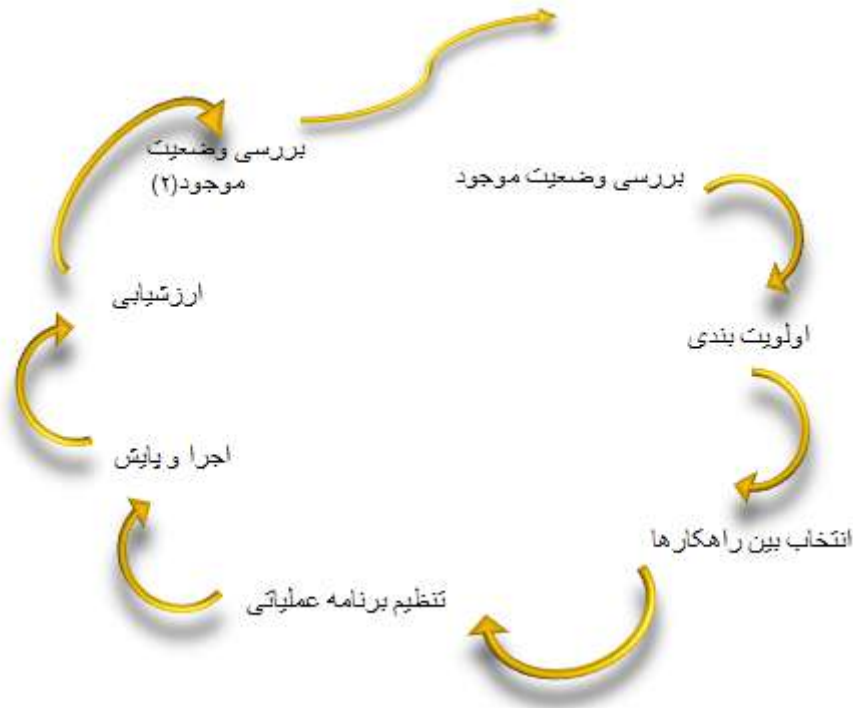 بررسی وضعیت موجود
اولویت بندی
انتخاب بین راهکارها
تنظیم برنامه عملیاتی
اجرا و پایش
ارزشیابی
بررسی وضعیت
موجود(۲)